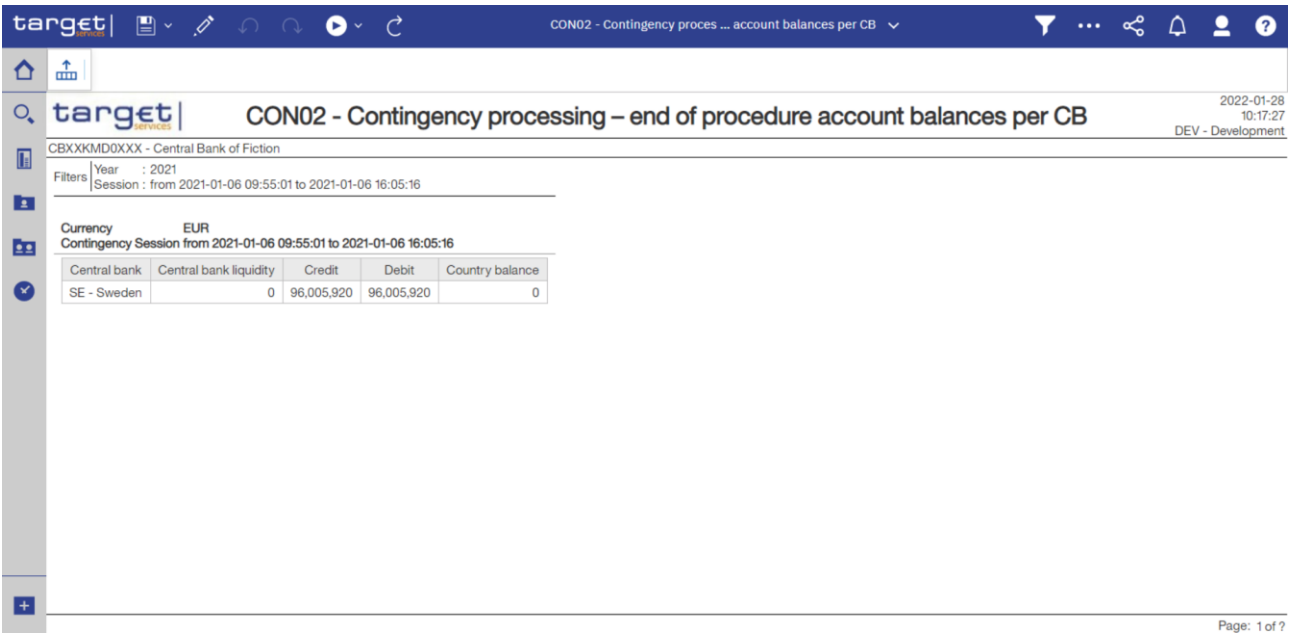 target|
services
CON02 - Contingency proces ... account balances per CB
?
target|
services
CON02 - Contingency processing – end of procedure account balances per CB
2022-01-28
10:17:27
DEV - Development
CBXXKMD0XXX - Central Bank of Fiction
Filters
Year : 2021
Session : from 2021-01-06 09:55:01 to 2021-01-06 16:05:16
Currency EUR
Contingency Session from 2021-01-06 09:55:01 to 2021-01-06 16:05:16
Central bank Central bank liquidity Credit Debit Country balance
SE - Sweden 0 96,005,920 96,005,920 0
Page: 1 of ?